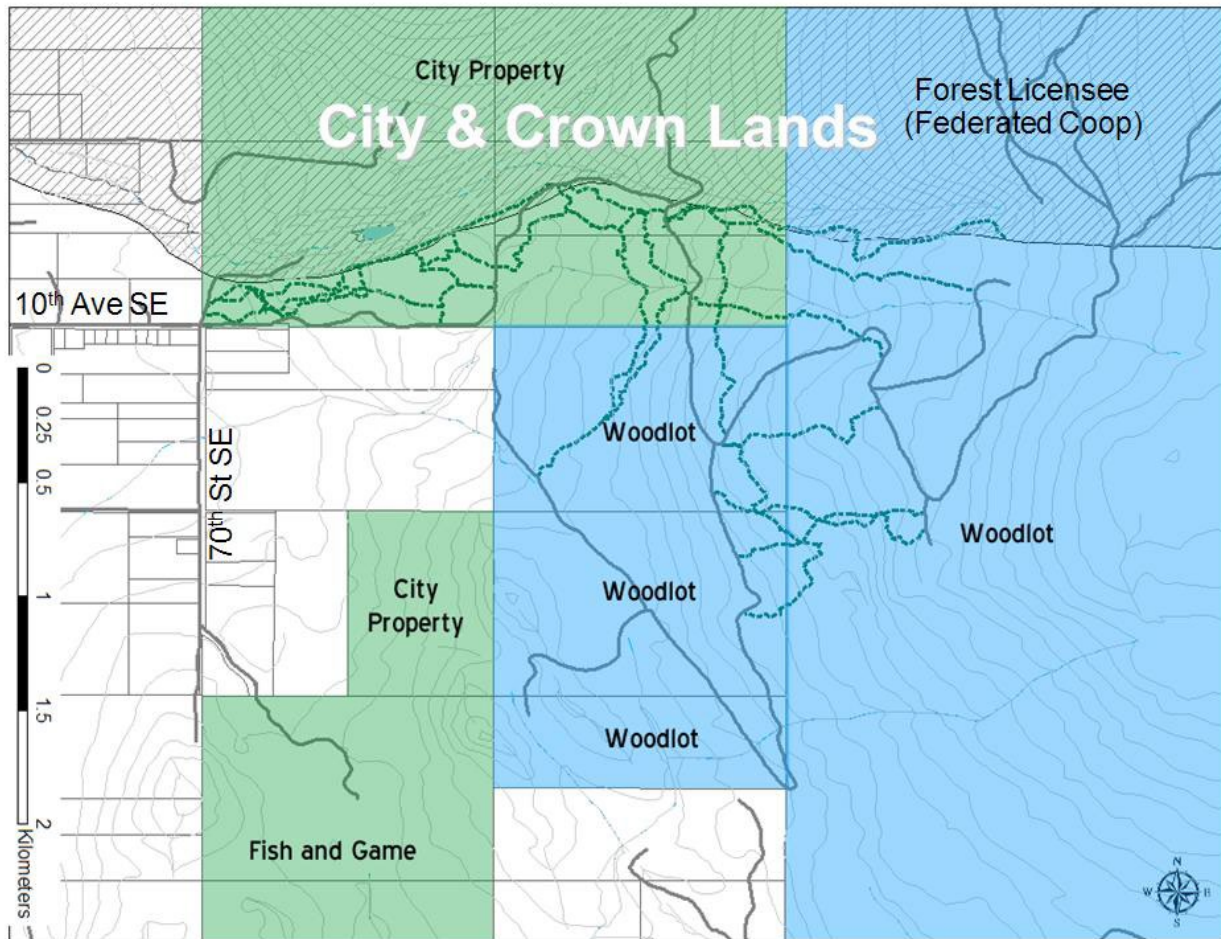 City Property
Forest Licensee
(Federated Coop)
City & Crown Lands
10th Ave SE
0
0.25
0.5
1
1.5
2
Kilometers
70th St SE
Woodlot
Woodlot
City
Property
Woodlot
Woodlot
Fish and Game
N
W
E
S